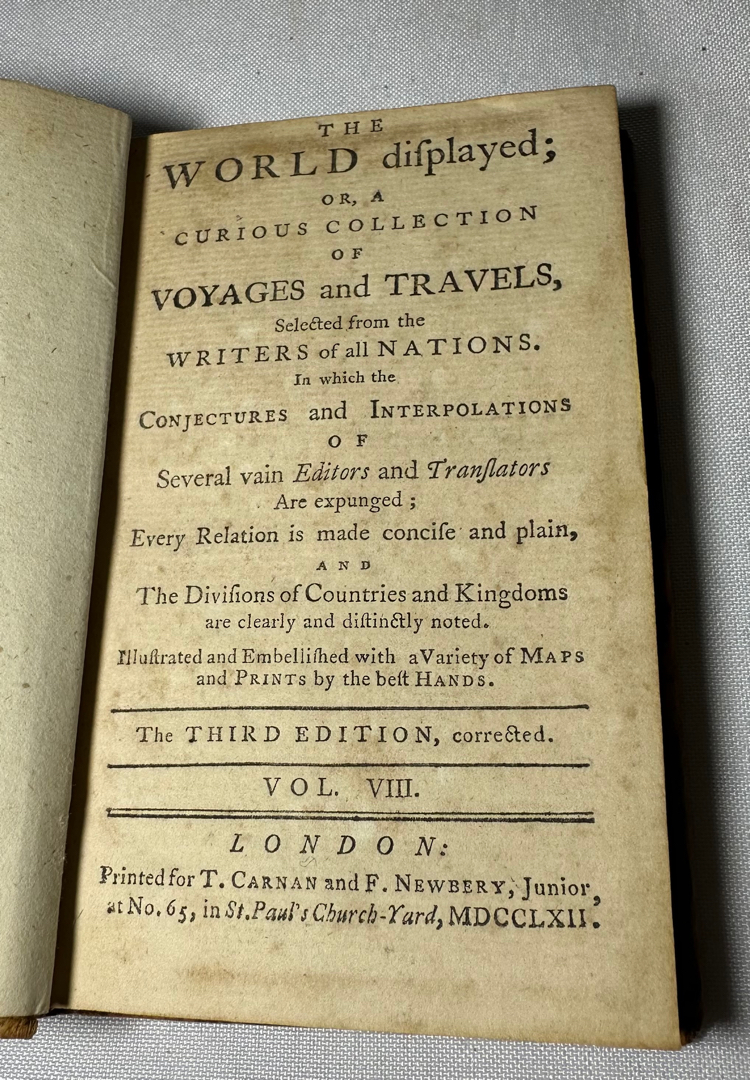 THE
WORLD diſplayed;
OR, A
CURIOUS COLLECTION
OF
VOYAGES and TRAVELS,
Selected from the
WRITERS of all NATIONS.
In which the
CONJECTURES and INTERPOLATIONS
OF
Several vain Editors and Tranſlators
Are expunged;
Every Relation is made conciſe and plain,
AND
The Diviſions of Countries and Kingdoms
are clearly and diſtinctly noted.
Illuſtrated and Embelliſhed with a Variety of MAPS
and PRINTS by the beſt HANDS.
The THIRD EDITION, corrected.
VOL. VIII.
LONDON:
Printed for T. CARNAN and F. NEWBERY, Junior,
at No. 65, in St. Paul's Church-Yard, MDCCLXII.